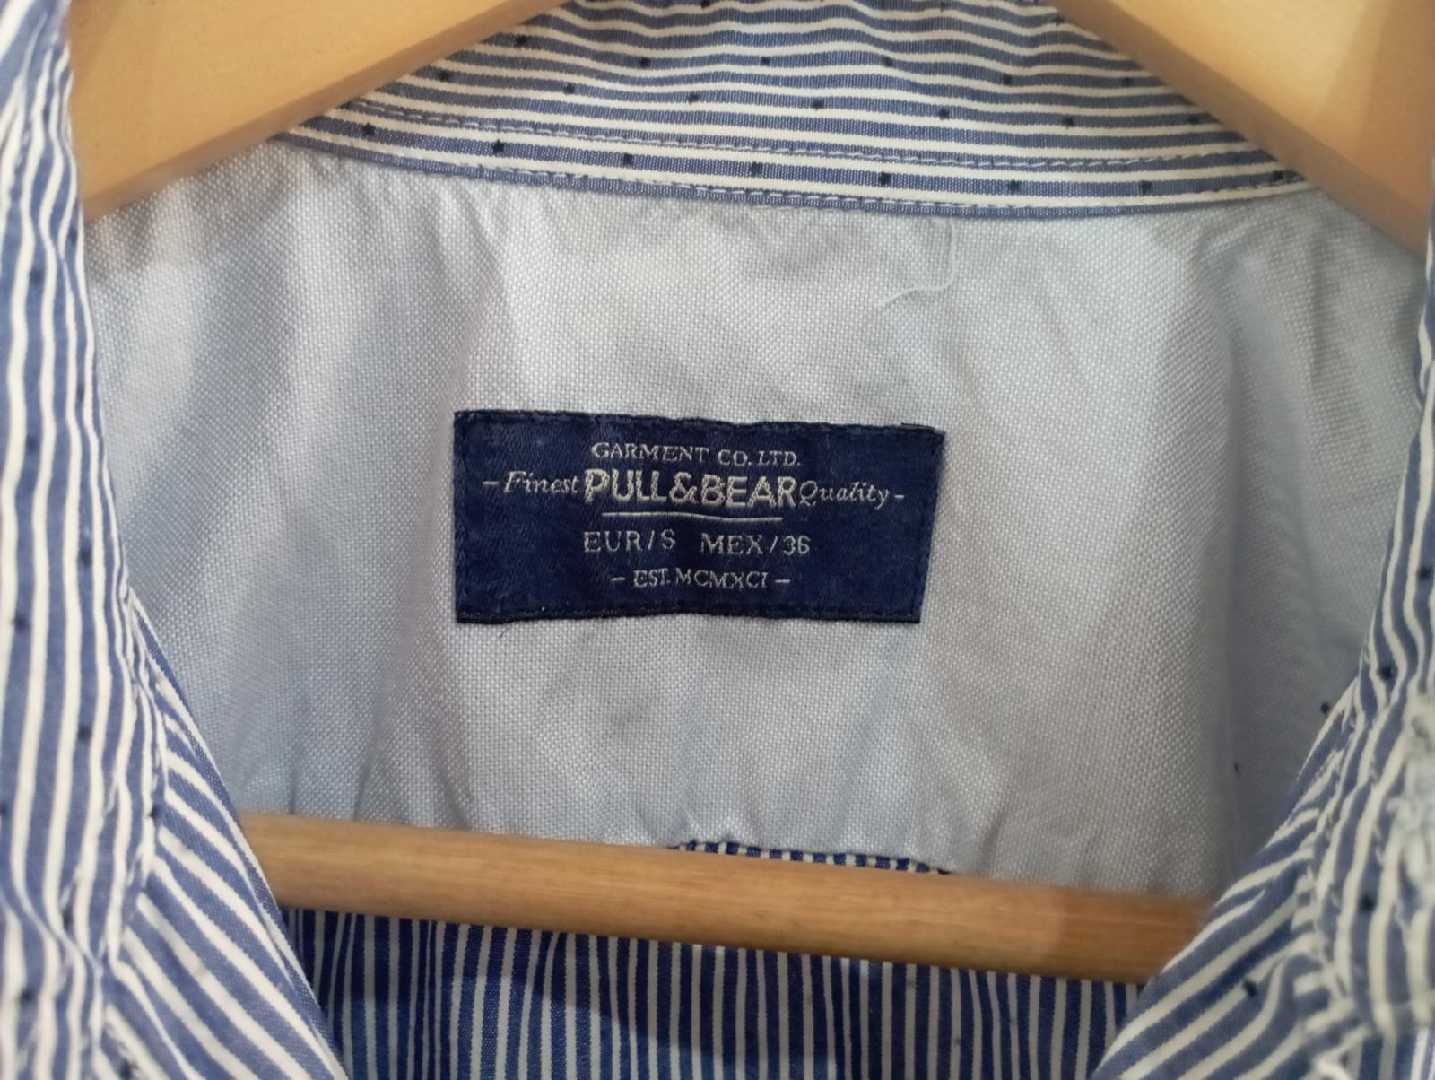 GARMENT CO. LTD.
- Finest PULL&BEAR Quality -
EUR/S MEX/36
- EST. MCMXCI -